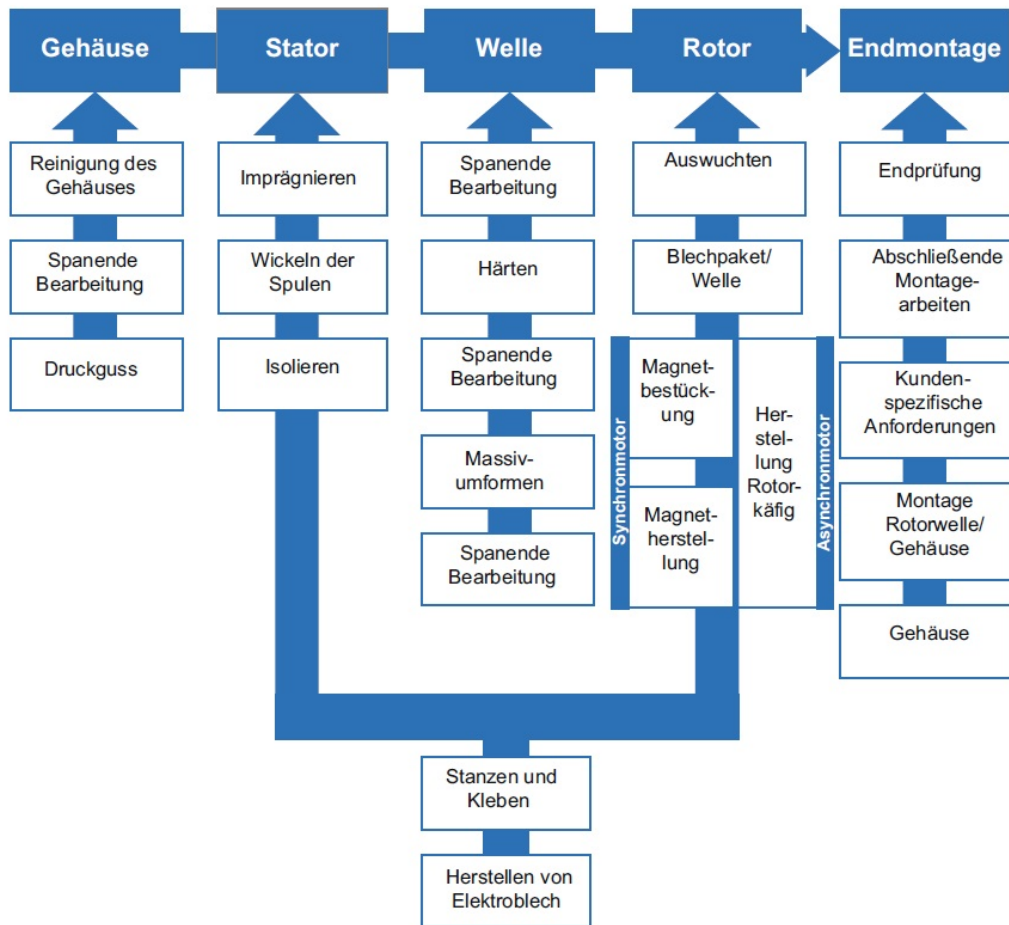 Gehäuse
Stator
Welle
Rotor
Endmontage
Reinigung des
Gehäuses
Spanende
Bearbeitung
Druckguss
Imprägnieren
Wickeln der
Spulen
Isolieren
Spanende
Bearbeitung
Härten
Spanende
Bearbeitung
Massiv-
umformen
Spanende
Bearbeitung
Auswuchten
Blechpaket/
Welle
Synchronmotor
Magnet-
bestück-
ung
Magnet-
herstel-
lung
Her-
stel-
lung
Rotor-
käfig
Asynchronmotor
Endprüfung
Abschließende
Montage-
arbeiten
Kunden-
spezifische
Anforderungen
Montage
Rotorwelle/
Gehäuse
Gehäuse
Stanzen und
Kleben
Herstellen von
Elektroblech